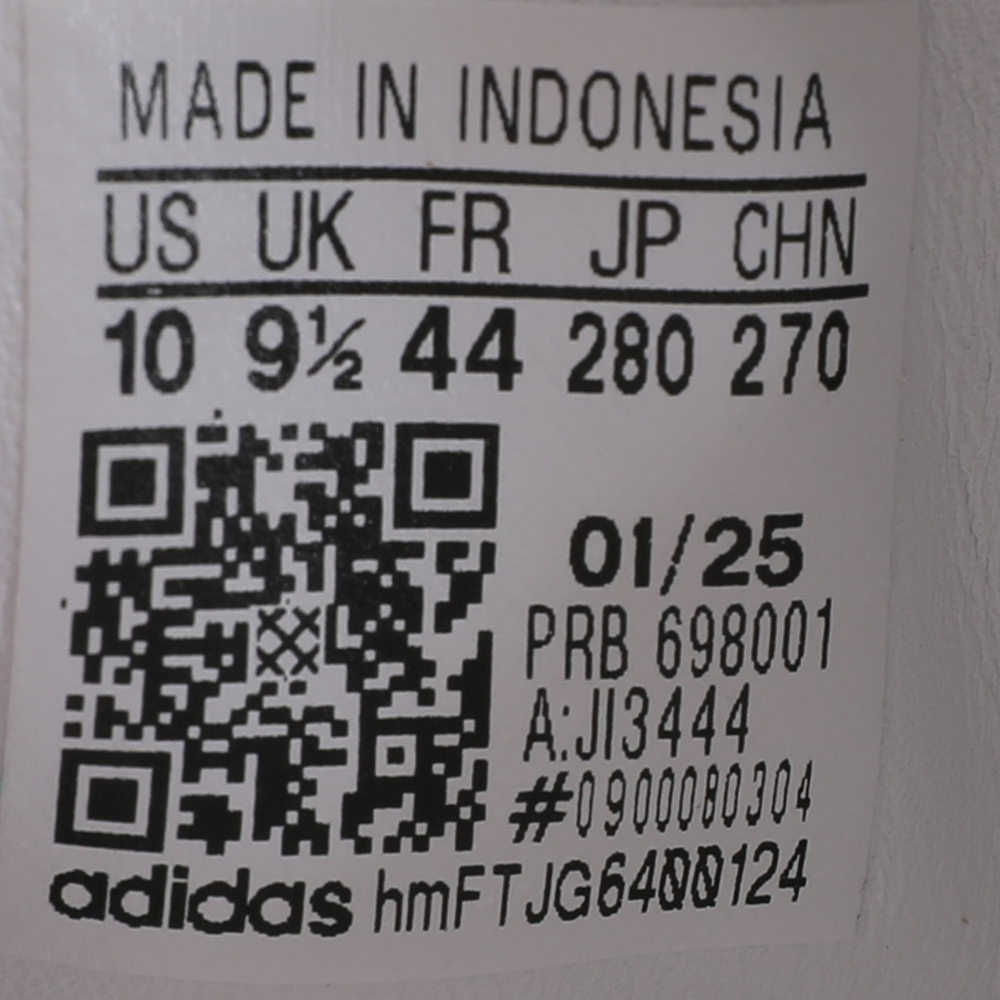 MADE IN INDONESIA
US UK FR JP CHN
10 9½ 44 280 270
01/25
PRB 698001
A:JI3444
#0900080304
adidas hmFTJG6400124